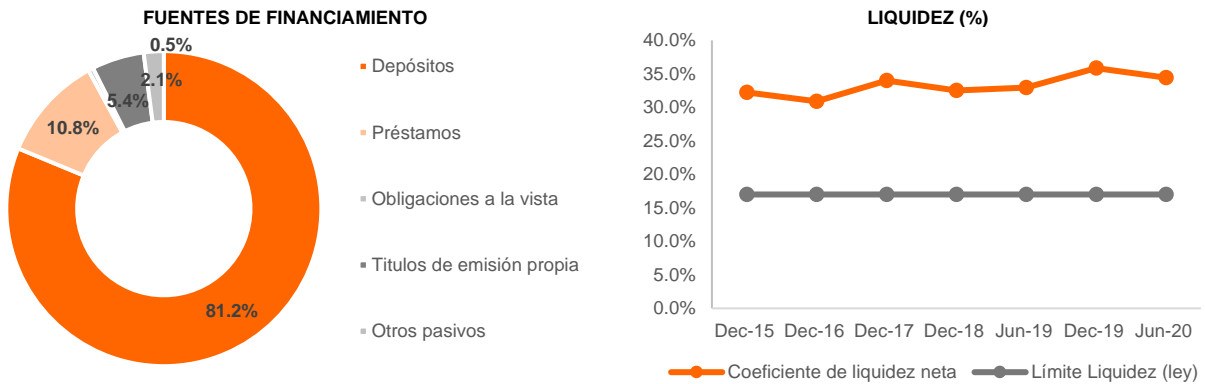 FUENTES DE FINANCIAMIENTO
0.5%
2.1%
5.4%
10.8%
81.2%
Depósitos
Préstamos
Obligaciones a la vista
Titulos de emisión propia
Otros pasivos
LIQUIDEZ (%)
40.0%
35.0%
30.0%
25.0%
20.0%
15.0%
10.0%
5.0%
0.0%
Dec-15 Dec-16 Dec-17 Dec-18 Jun-19 Dec-19 Jun-20
Coeficiente de liquidez neta Límite Liquidez (ley)